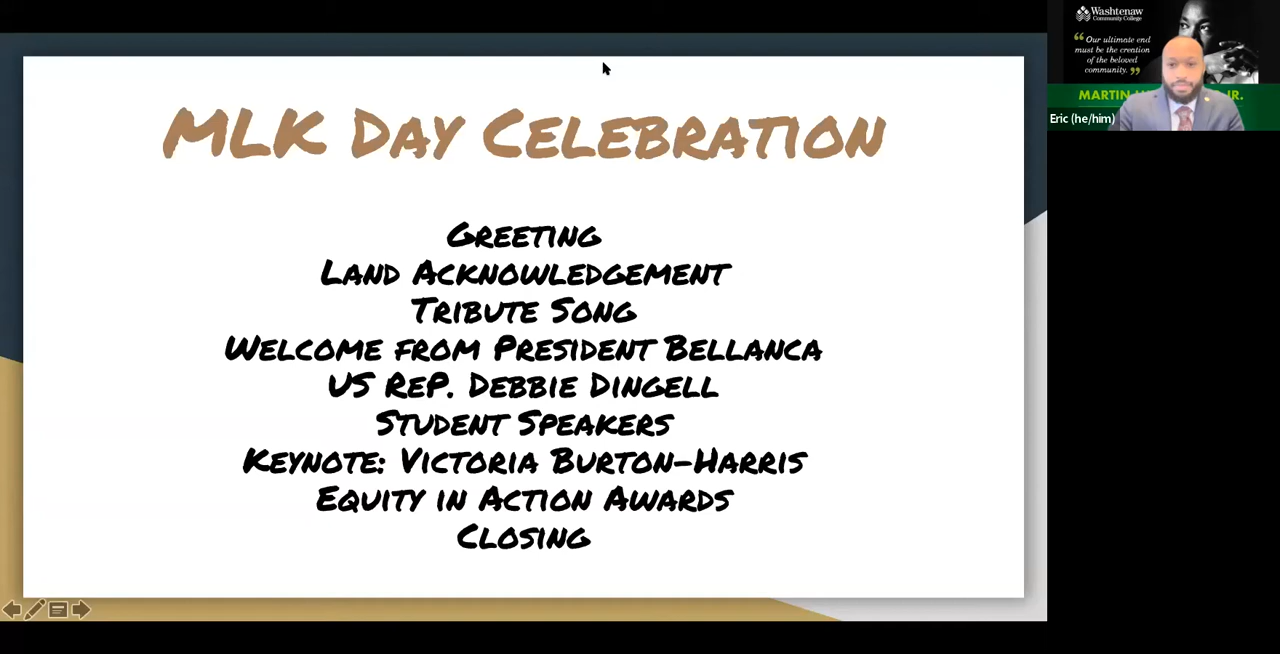 MLK Day Celebration
Greeting
Land Acknowledgement
Tribute Song
Welcome from President Bellanca
US ReP. Debbie Dingell
Student Speakers
Keynote: Victoria Burton-Harris
Equity in Action Awards
Closing
Washtenaw
Community College
“Our ultimate end
must be the creation
of the beloved
community.”
MARTIN JR.
Eric (he/him)